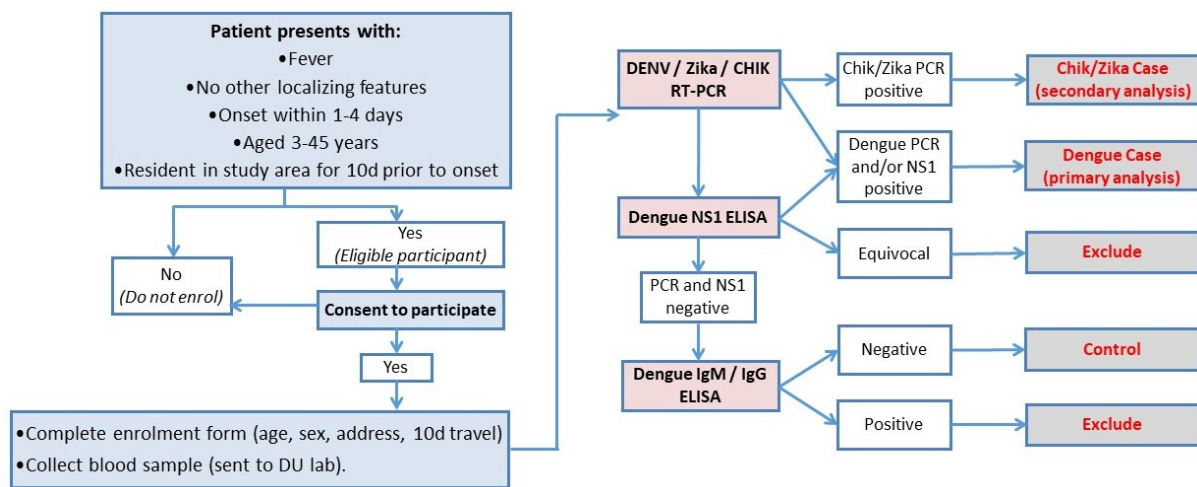 Patient presents with:
•Fever
•No other localizing features
•Onset within 1-4 days
•Aged 3-45 years
•Resident in study area for 10d prior to onset
No
(Do not enrol)
Yes
(Eligible participant)
Consent to participate
Yes
•Complete enrolment form (age, sex, address, 10d travel)
•Collect blood sample (sent to DU lab).
DENV / Zika / CHIK
RT-PCR
Chik/Zika PCR
positive
Chik/Zika Case
(secondary analysis)
Dengue PCR
and/or NS1
positive
Dengue Case
(primary analysis)
Dengue NS1 ELISA
Equivocal
Exclude
PCR and NS1
negative
Dengue IgM / IgG
ELISA
Negative
Control
Positive
Exclude